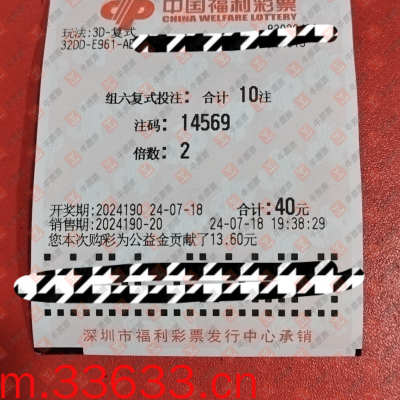 中国福利彩票
CHINA WELFARE LOTTERY
玩法:3D-复式
32DD-E961-AE
组六复式投注: 合计 10注
注码: 14569
倍数: 2
开奖期:2024190 24-07-18 合计:40元
销售期:2024190-20 24-07-18 19:38:29
您本次购彩为公益金贡献了13.60元
深圳市福利彩票发行中心承销
m.33633.cn